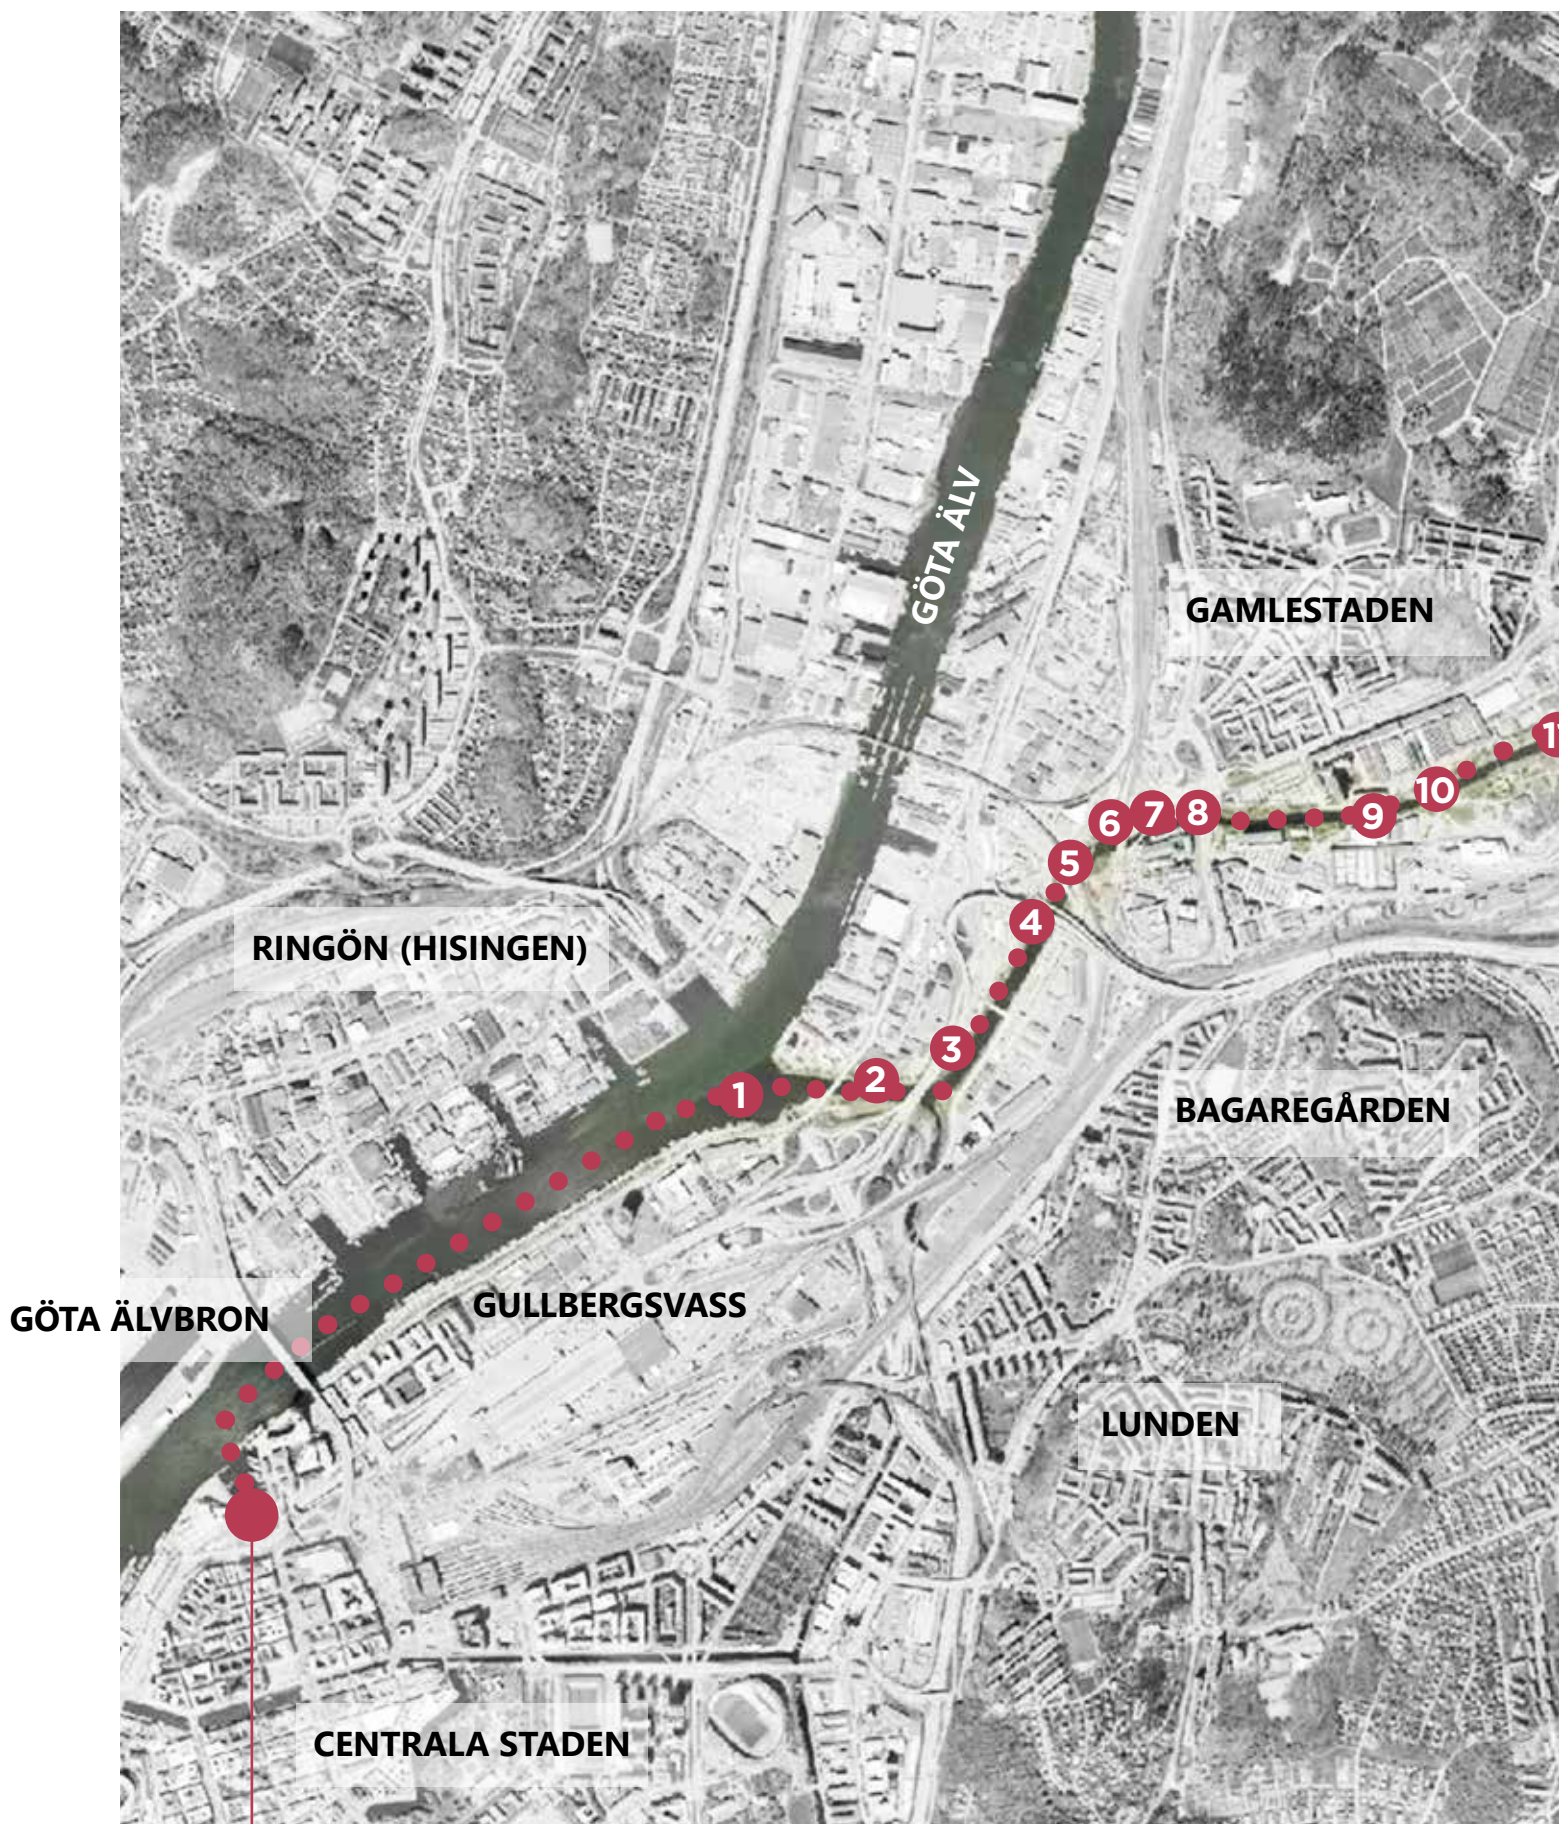 GÖTA ÄLV
GAMLESTADEN
11
10
9
8
7
6
5
4
RINGÖN (HISINGEN)
3
2
1
BAGAREGÅRDEN
GULLBERGSVASS
GÖTA ÄLVBRON
LUNDEN
CENTRALA STADEN